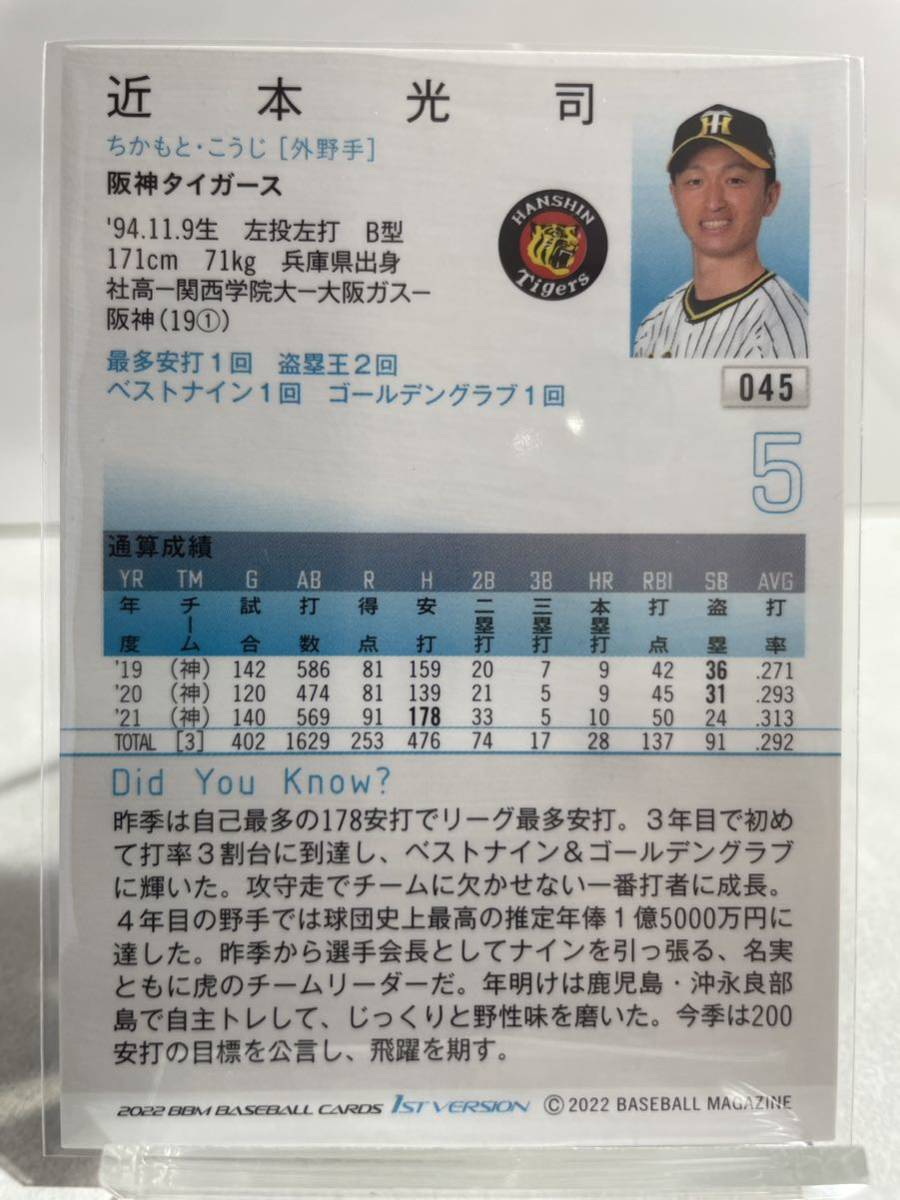 近本光司
ちかもと・こうじ［外野手］
阪神タイガース
'94.11.9生　左投左打　B型
171cm　71kg　兵庫県出身
社高ー関西学院大ー大阪ガスー
阪神（19①）
最多安打１回　盗塁王２回
ベストナイン１回　ゴールデングラブ１回
HANSHIN
Tigers
045
5
通算成績
YR TM G AB R H 2B 3B HR RBI SB AVG
年度 チーム 試合 打数 得点 安打 二塁打 三塁打 本塁打 打点 盗塁 打率
'19 （神） 142 586 81 159 20 7 9 42 36 .271
'20 （神） 120 474 81 139 21 5 9 45 31 .293
'21 （神） 140 569 91 178 33 5 10 50 24 .313
TOTAL [3] 402 1629 253 476 74 17 28 137 91 .292
Did You Know?
昨季は自己最多の178安打でリーグ最多安打。３年目で初め
て打率３割台に到達し、ベストナイン＆ゴールデングラブ
に輝いた。攻守走でチームに欠かせない一番打者に成長。
４年目の野手では球団史上最高の推定年俸１億5000万円に
達した。昨季から選手会長としてナインを引っ張る、名実
ともに虎のチームリーダーだ。年明けは鹿児島・沖永良部
島で自主トレして、じっくりと野性味を磨いた。今季は200
安打の目標を公言し、飛躍を期す。
2022 BBM BASEBALL CARDS 1ST VERSION ©2022 BASEBALL MAGAZINE